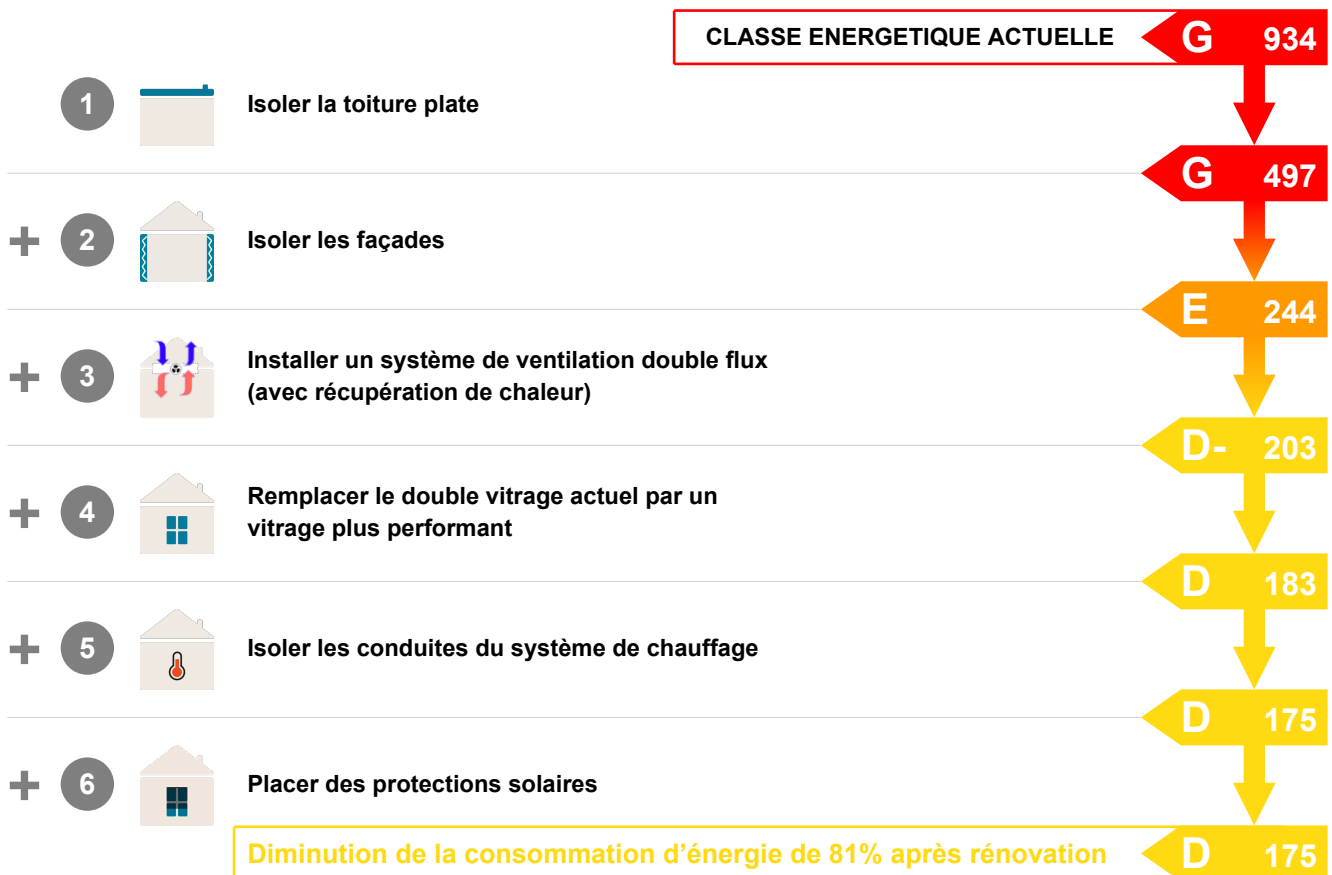 CLASSE ENERGETIQUE ACTUELLE G 934
1 Isoler la toiture plate
G 497
+ 2 Isoler les façades
E 244
+ 3 Installer un système de ventilation double flux
(avec récupération de chaleur)
D- 203
+ 4 Remplacer le double vitrage actuel par un
vitrage plus performant
D 183
+ 5 Isoler les conduites du système de chauffage
D 175
+ 6 Placer des protections solaires
Diminution de la consommation d’énergie de 81% après rénovation D 175